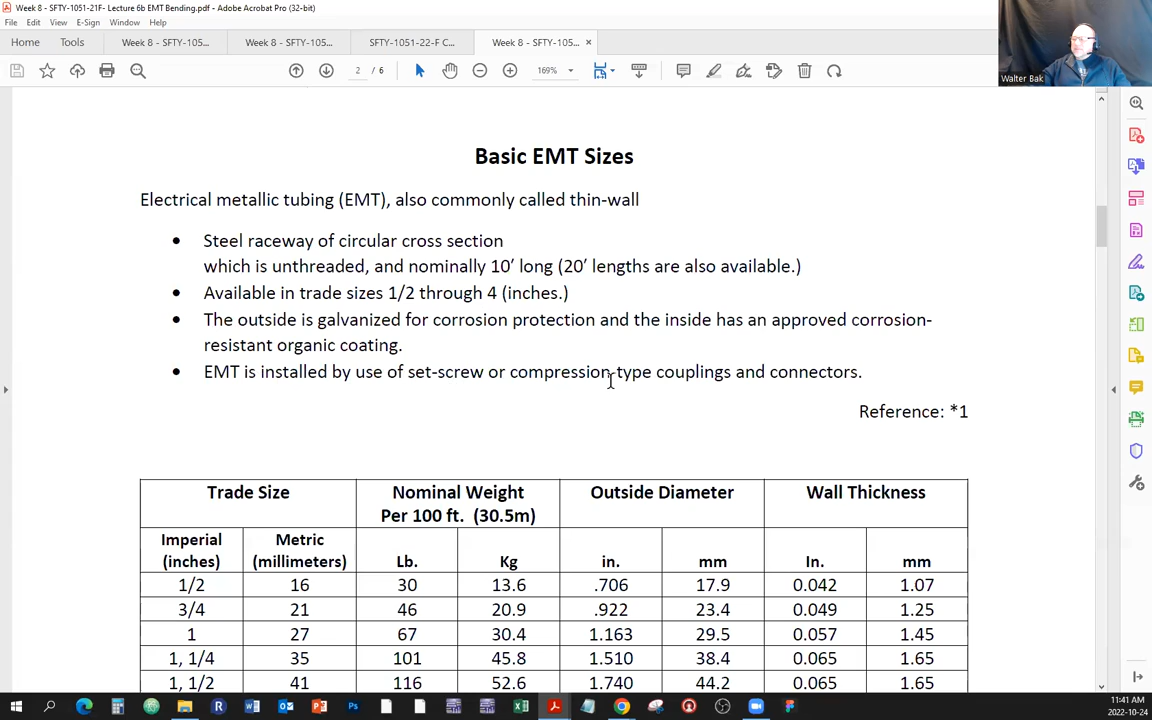 Week 8 - SFTY-1051-21F- Lecture 6b EMT Bending.pdf - Adobe Acrobat Pro (32-bit)
File Edit View E-Sign Window Help
Home Tools Week 8 - SFTY-105... Week 8 - SFTY-105... SFTY-1051-22-F C... Week 8 - SFTY-105... ×
2 / 6 169%
Walter Bak
Basic EMT Sizes
Electrical metallic tubing (EMT), also commonly called thin-wall
• Steel raceway of circular cross section
which is unthreaded, and nominally 10’ long (20’ lengths are also available.)
• Available in trade sizes 1/2 through 4 (inches.)
• The outside is galvanized for corrosion protection and the inside has an approved corrosion-
resistant organic coating.
• EMT is installed by use of set-screw or compression-type couplings and connectors.
Reference: *1
Trade Size Nominal Weight Outside Diameter Wall Thickness
Per 100 ft. (30.5m)
Imperial Metric
(inches) (millimeters) Lb. Kg in. mm In. mm
1/2 16 30 13.6 .706 17.9 0.042 1.07
3/4 21 46 20.9 .922 23.4 0.049 1.25
1 27 67 30.4 1.163 29.5 0.057 1.45
1, 1/4 35 101 45.8 1.510 38.4 0.065 1.65
1, 1/2 41 116 52.6 1.740 44.2 0.065 1.65
11:41 AM
2022-10-24